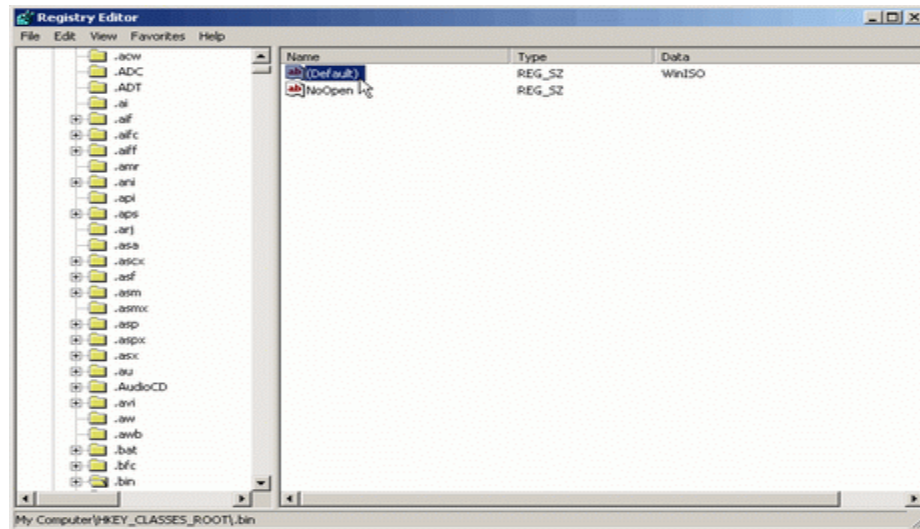 Registry Editor
File Edit View Favorites Help
.acw
.ADC
.ADT
.ai
.aif
.aifc
.aiff
.amr
.ani
.api
.aps
.arj
.asa
.ascx
.asf
.asm
.asmx
.asp
.aspx
.asx
.au
.AudioCD
.avi
.aw
.awb
.bat
.bfc
.bin
Name Type Data
ab (Default) REG_SZ WinISO
ab NoOpen REG_SZ
My Computer\HKEY_CLASSES_ROOT\.bin